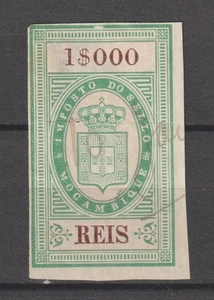 1$000
IMPOSTO DO SELLO
MOÇAMBIQUE
REIS